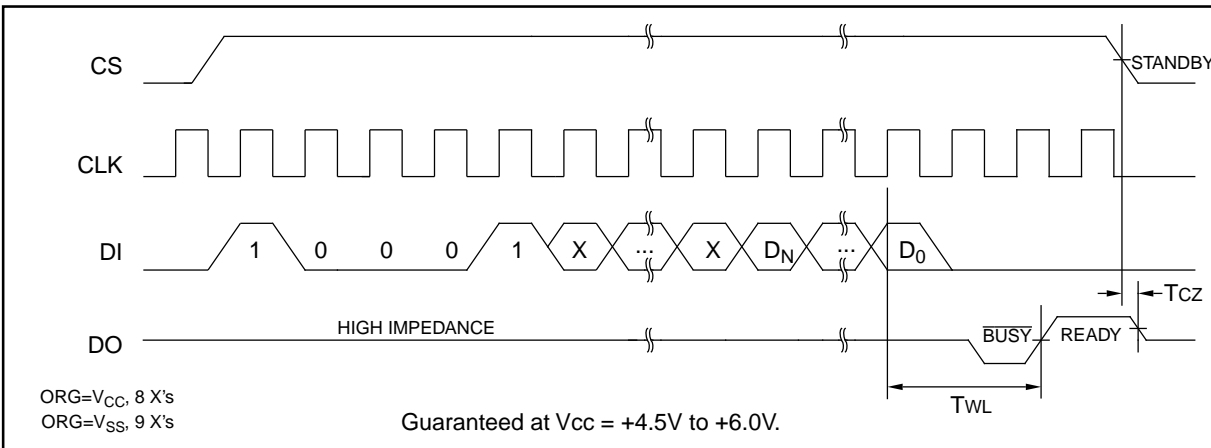 CS
STANDBY
CLK
DI
1 0 0 0 1 X ... X DN ... D0
TCZ
HIGH IMPEDANCE
BUSY
READY
DO
TWL
ORG=VCC, 8 X's
ORG=VSS, 9 X's
Guaranteed at Vcc = +4.5V to +6.0V.